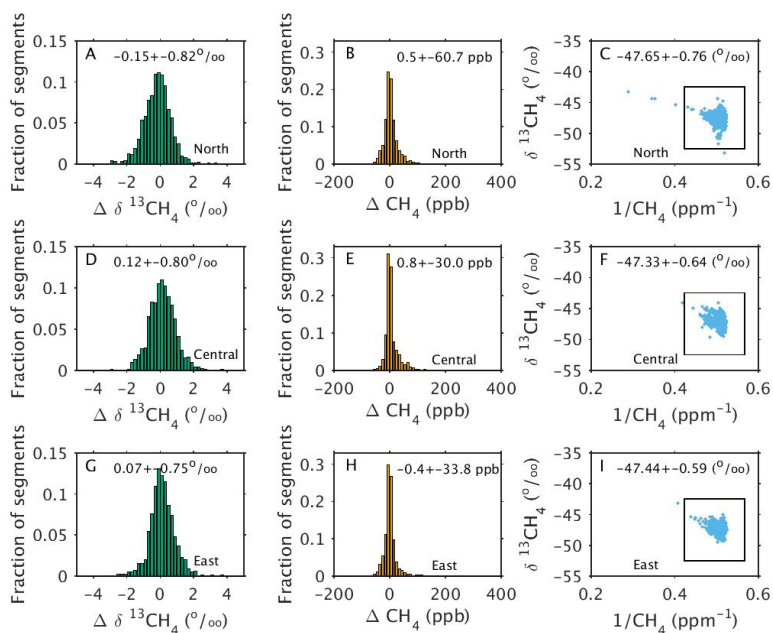 Fraction of segments
0.15
0.1
0.05
0
A
−0.15+−0.82°/oo
North
−4 −2 0 2 4
Δ δ ¹³CH₄ (°/oo)
Fraction of segments
0.3
0.2
0.1
0
B
0.5+−60.7 ppb
North
−200 0 200 400
Δ CH₄ (ppb)
δ ¹³CH₄ (°/oo)
−35
−40
−45
−50
−55
C
−47.65+−0.76 (°/oo)
North
0.2 0.4 0.6
1/CH₄ (ppm⁻¹)
Fraction of segments
0.15
0.1
0.05
0
D
0.12+−0.80°/oo
Central
−4 −2 0 2 4
Δ δ ¹³CH₄ (°/oo)
Fraction of segments
0.3
0.2
0.1
0
E
0.8+−30.0 ppb
Central
−200 0 200 400
Δ CH₄ (ppb)
δ ¹³CH₄ (°/oo)
−35
−40
−45
−50
−55
F
−47.33+−0.64 (°/oo)
Central
0.2 0.4 0.6
1/CH₄ (ppm⁻¹)
Fraction of segments
0.15
0.1
0.05
0
G
0.07+−0.75°/oo
East
−4 −2 0 2 4
Δ δ ¹³CH₄ (°/oo)
Fraction of segments
0.3
0.2
0.1
0
H
−0.4+−33.8 ppb
East
−200 0 200 400
Δ CH₄ (ppb)
δ ¹³CH₄ (°/oo)
−35
−40
−45
−50
−55
I
−47.44+−0.59 (°/oo)
East
0.2 0.4 0.6
1/CH₄ (ppm⁻¹)